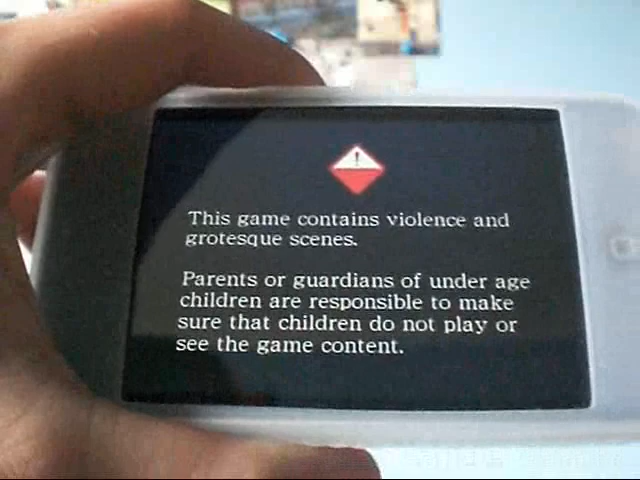 This game contains violence and
grotesque scenes.
Parents or guardians of under age
children are responsible to make
sure that children do not play or
see the game content.